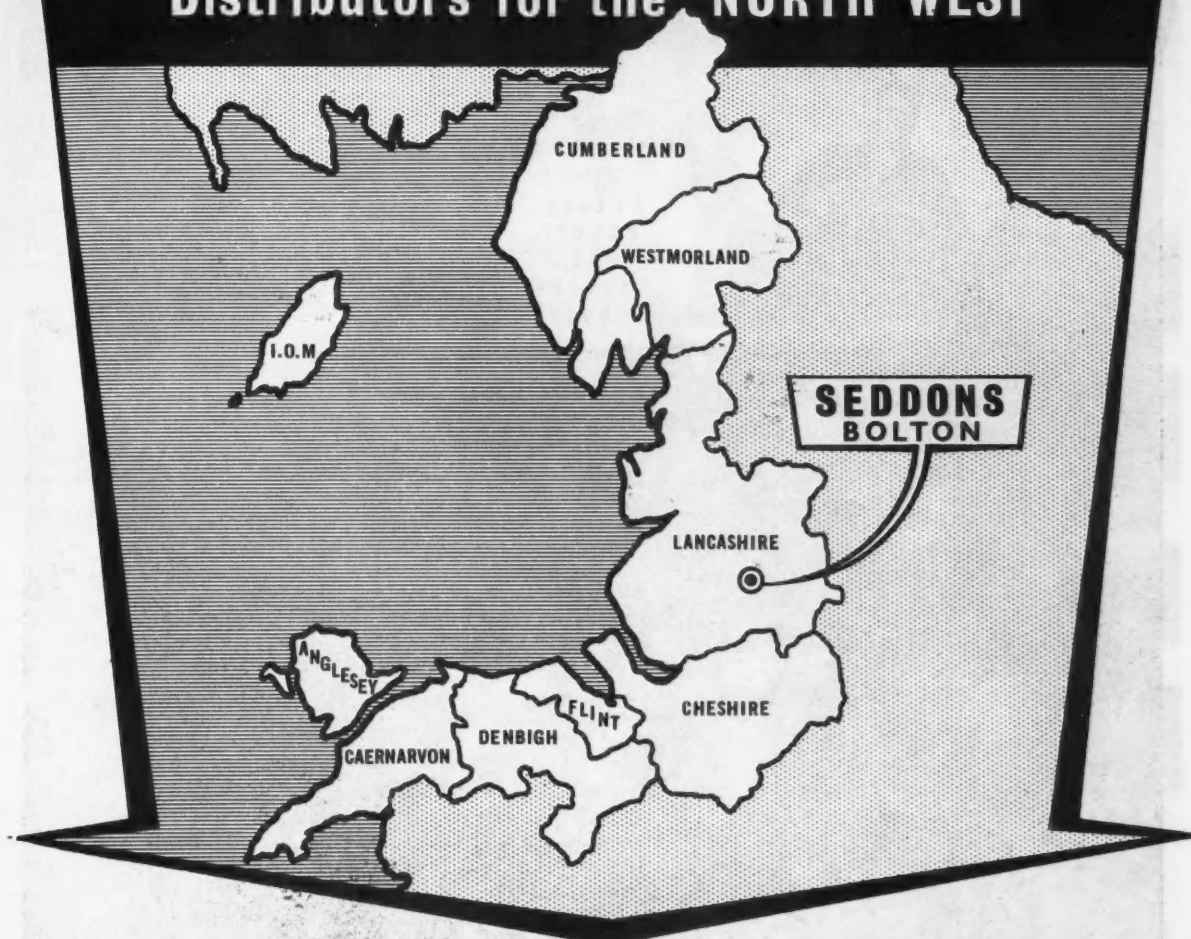 Distributors for the NORTH WEST
CUMBERLAND
WESTMORLAND
I.O.M
SEDDONS
BOLTON
LANCASHIRE
ANGLESEY
FLINT
CHESHIRE
DENBIGH
CAERNARVON